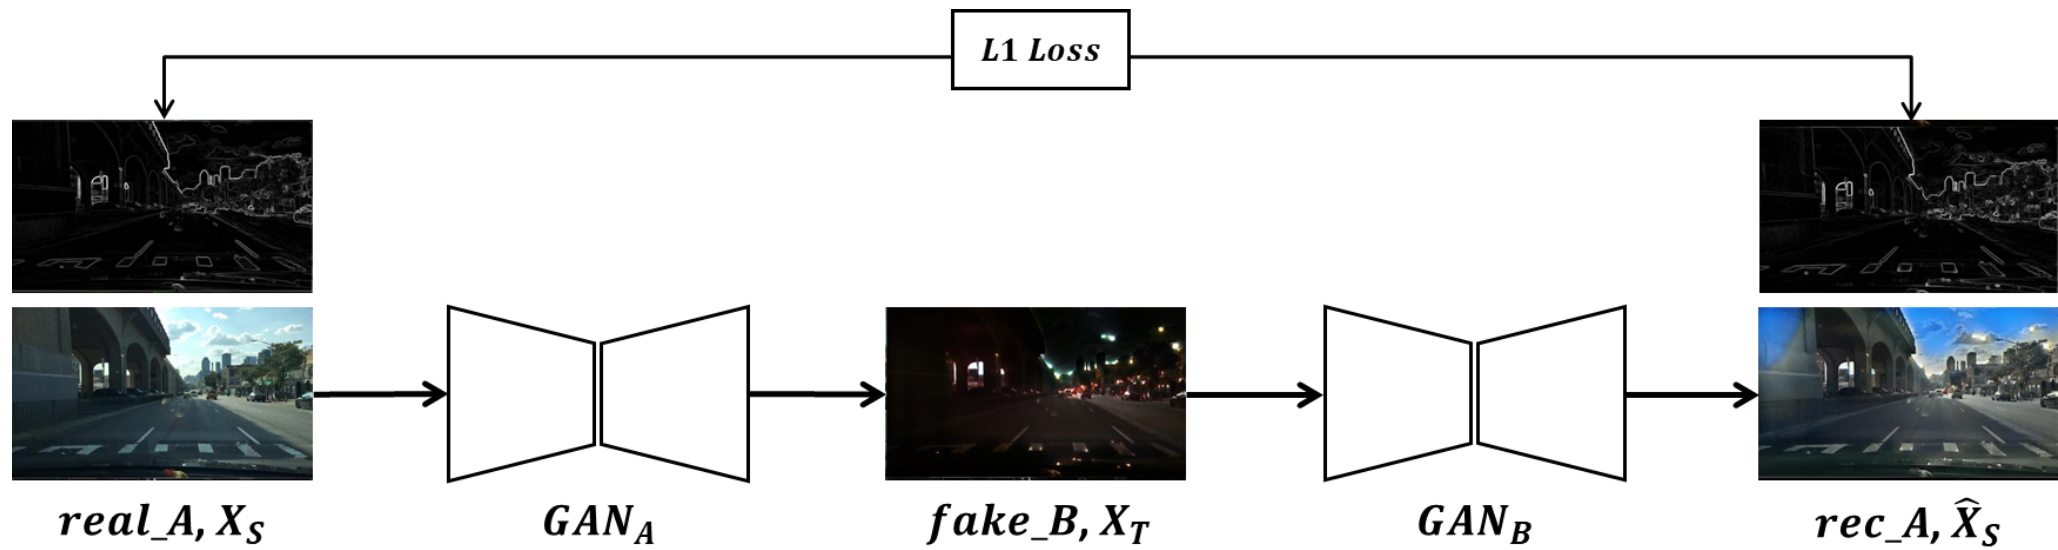 L1 Loss
real_A, X_S
GAN_A
fake_B, X_T
GAN_B
rec_A, X̂_S